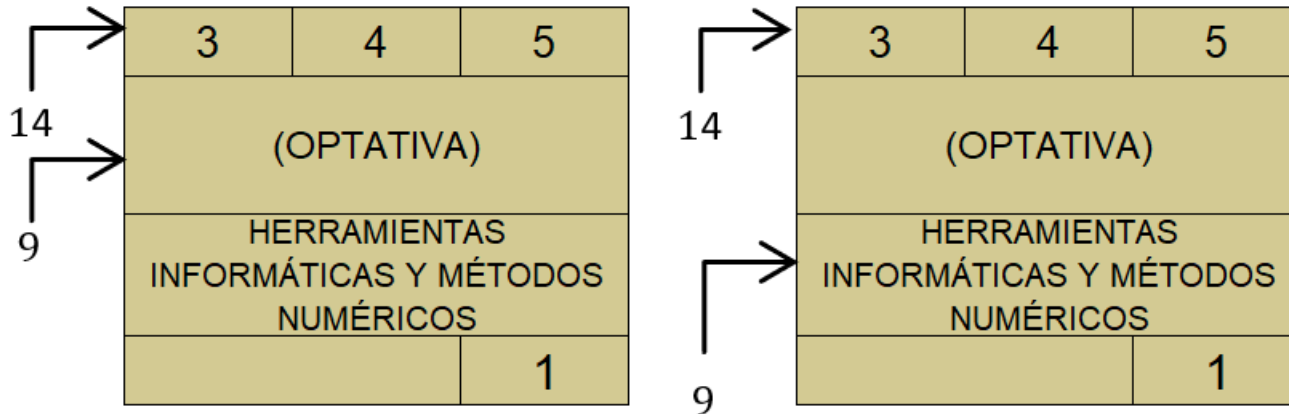 3 4 5
14
(OPTATIVA)
9
HERRAMIENTAS
INFORMÁTICAS Y MÉTODOS
NUMÉRICOS
1
3 4 5
14
(OPTATIVA)
HERRAMIENTAS
INFORMÁTICAS Y MÉTODOS
NUMÉRICOS
1
9